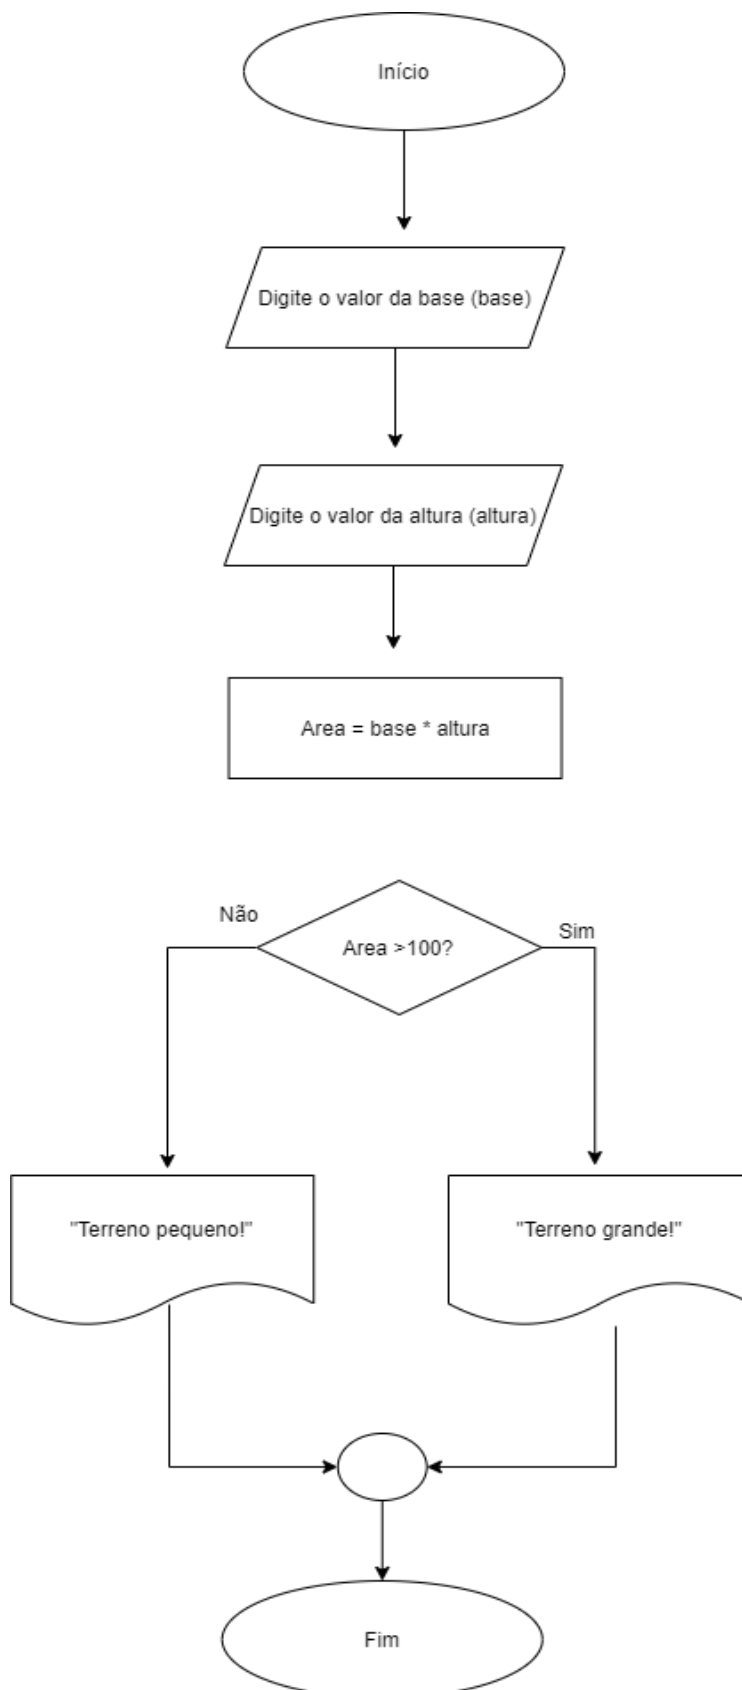 Início
Digite o valor da base (base)
Digite o valor da altura (altura)
Area = base * altura
Não
Sim
Area >100?
"Terreno pequeno!"
"Terreno grande!"
Fim